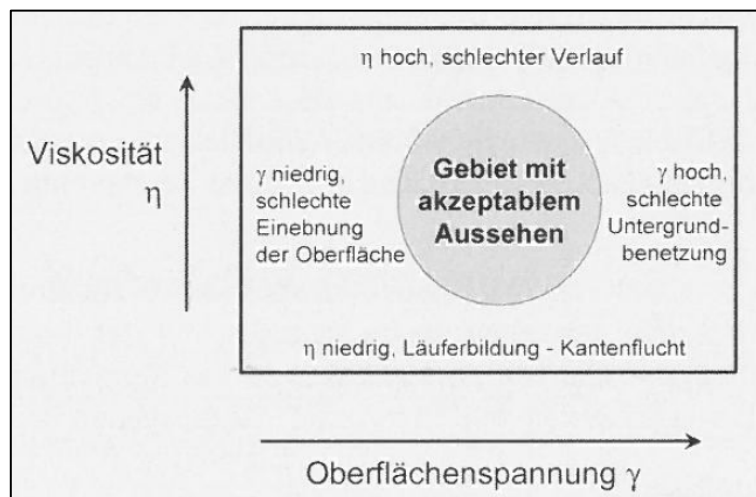 η hoch, schlechter Verlauf
Viskosität
η
γ niedrig,
schlechte
Einebnung
der Oberfläche
Gebiet mit
akzeptablem
Aussehen
γ hoch,
schlechte
Untergrund-
benetzung
η niedrig, Läuferbildung - Kantenflucht
Oberflächenspannung γ